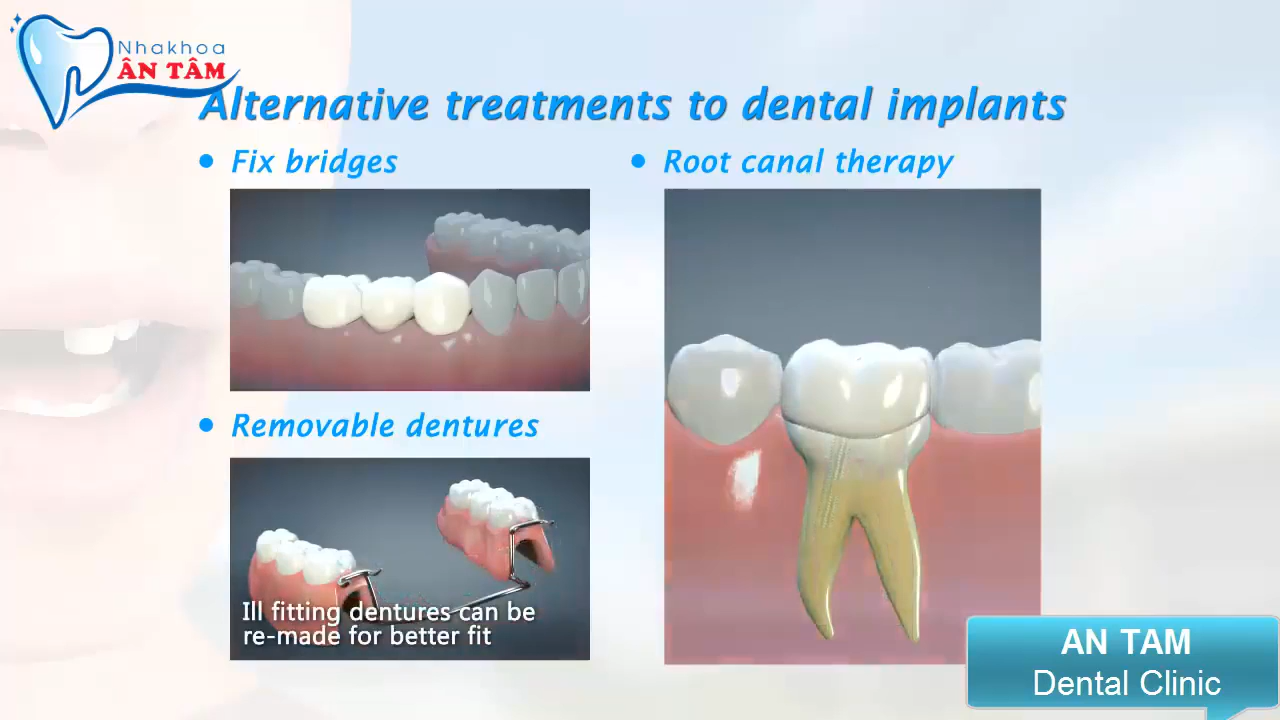 Nhakhoa
ÂN TÂM
Alternative treatments to dental implants
• Fix bridges
• Root canal therapy
• Removable dentures
Ill fitting dentures can be
re-made for better fit
AN TAM
Dental Clinic